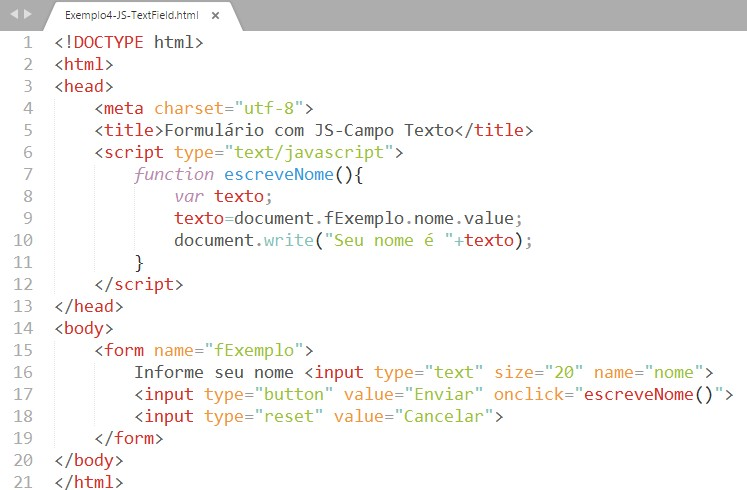 Exemplo4-JS-TextField.html ×
1 <!DOCTYPE html>
2 <html>
3 <head>
4 <meta charset="utf-8">
5 <title>Formulário com JS-Campo Texto</title>
6 <script type="text/javascript">
7 function escreveNome(){
8 var texto;
9 texto=document.fExemplo.nome.value;
10 document.write("Seu nome é "+texto);
11 }
12 </script>
13 </head>
14 <body>
15 <form name="fExemplo">
16 Informe seu nome <input type="text" size="20" name="nome">
17 <input type="button" value="Enviar" onclick="escreveNome()">
18 <input type="reset" value="Cancelar">
19 </form>
20 </body>
21 </html>